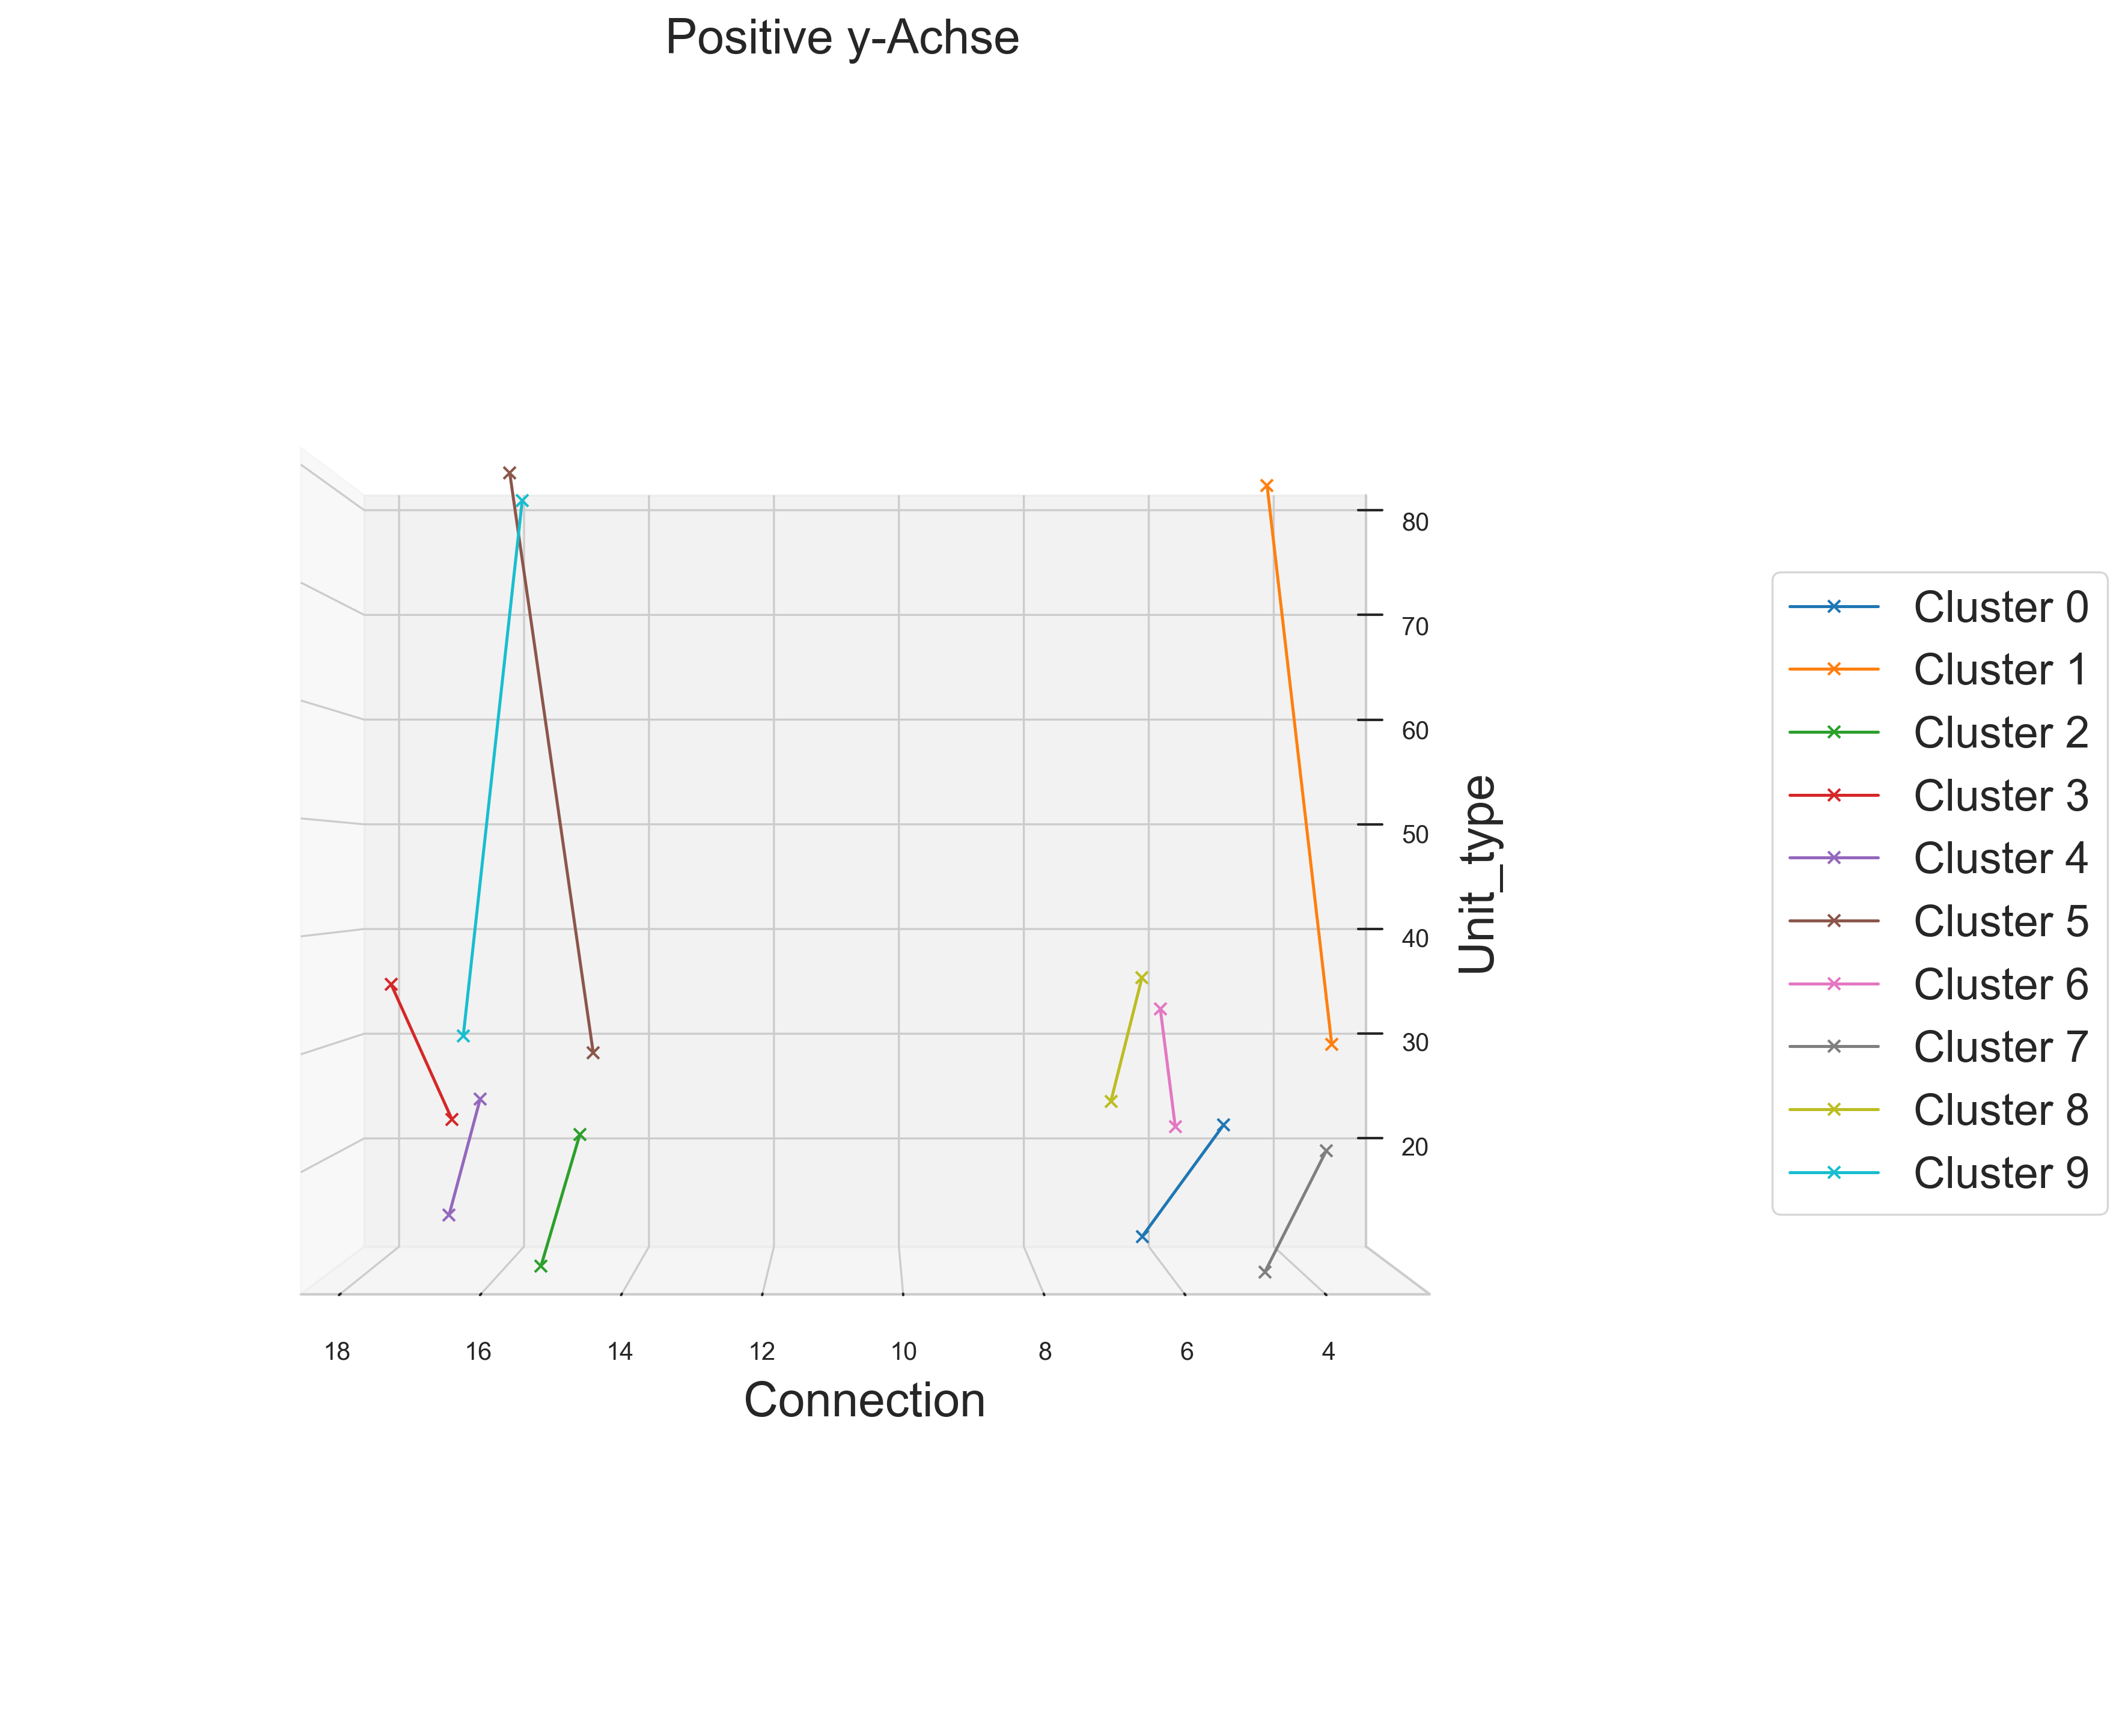 Positive y-Achse
80
70
60
50
40
30
20
Unit_type
18 16 14 12 10 8 6 4
Connection
Cluster 0
Cluster 1
Cluster 2
Cluster 3
Cluster 4
Cluster 5
Cluster 6
Cluster 7
Cluster 8
Cluster 9